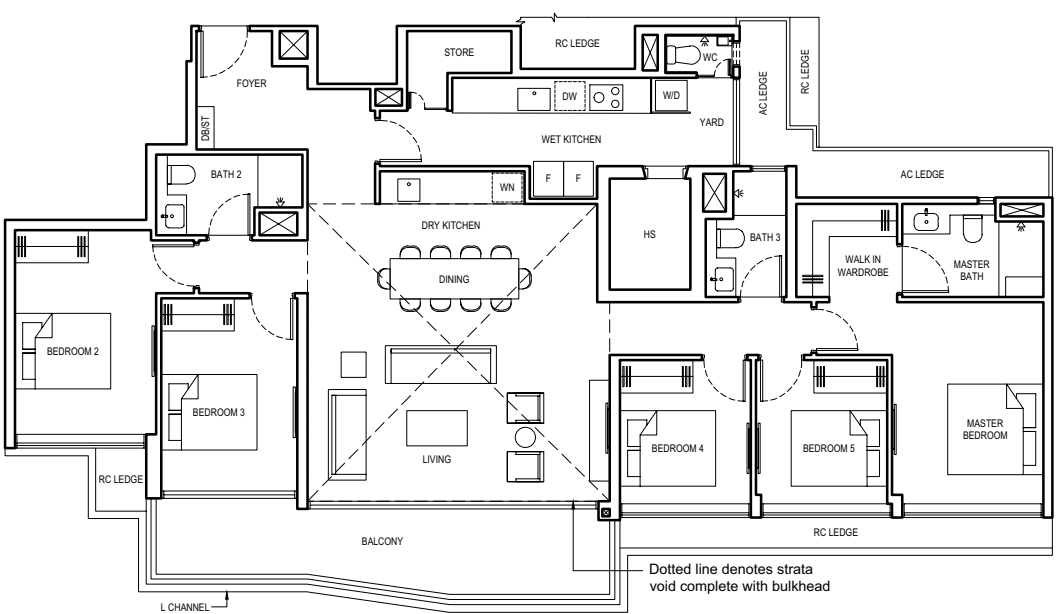 RC LEDGE
STORE
WC
FOYER
RC LEDGE
AC LEDGE
DW
W/D
DB/ST
YARD
WET KITCHEN
BATH 2
F
F
AC LEDGE
WN
DRY KITCHEN
HS
BATH 3
WALK IN
WARDROBE
MASTER
BATH
DINING
BEDROOM 2
BEDROOM 3
LIVING
BEDROOM 4
BEDROOM 5
MASTER
BEDROOM
RC LEDGE
RC LEDGE
BALCONY
Dotted line denotes strata
void complete with bulkhead
L CHANNEL